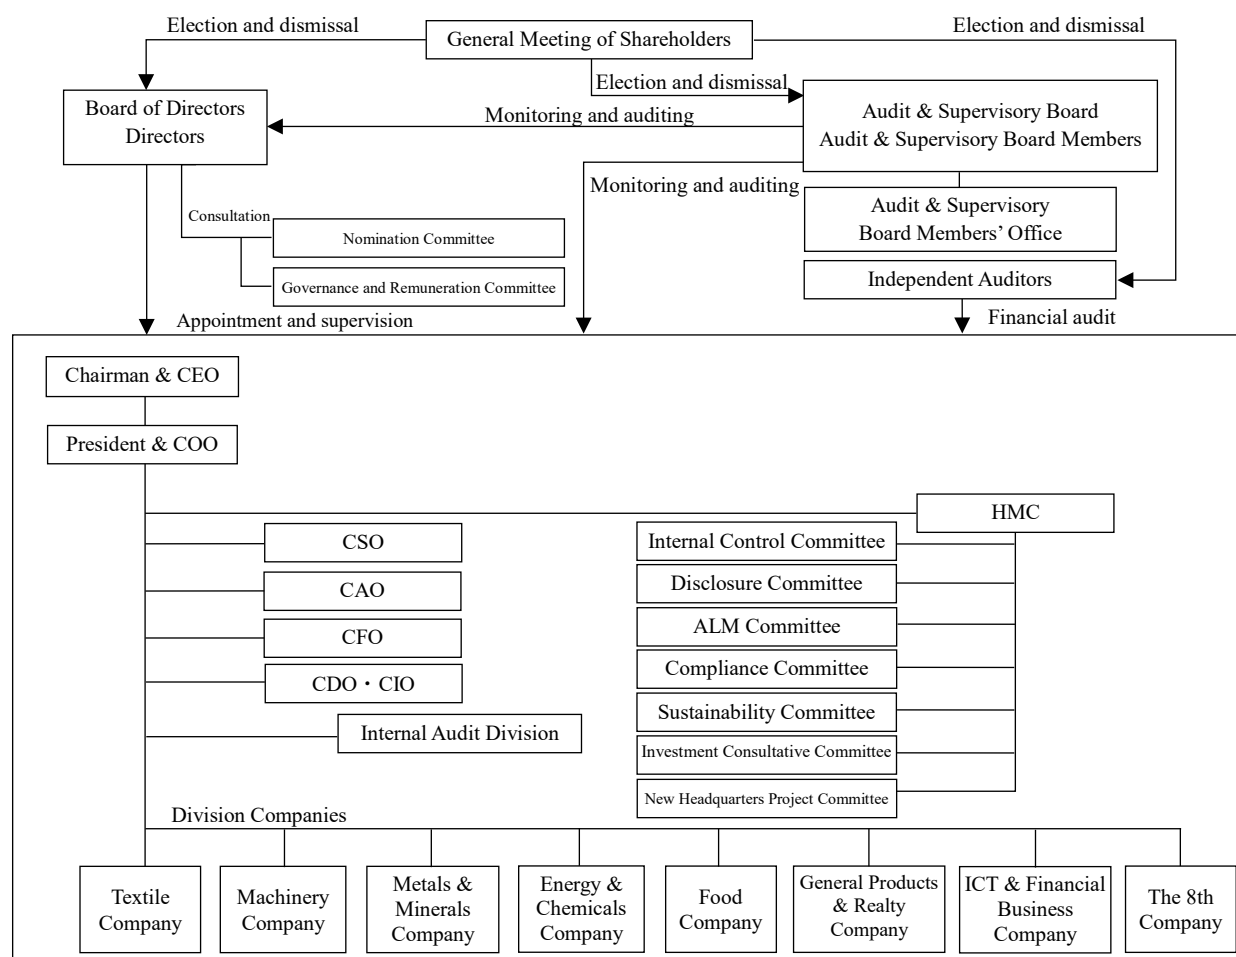 Election and dismissal
General Meeting of Shareholders
Election and dismissal
Election and dismissal
Board of Directors
Directors
Monitoring and auditing
Audit & Supervisory Board
Audit & Supervisory Board Members
Monitoring and auditing
Audit & Supervisory
Board Members’ Office
Consultation
Nomination Committee
Governance and Remuneration Committee
Independent Auditors
Appointment and supervision
Financial audit
Chairman & CEO
President & COO
HMC
CSO
CAO
CFO
CDO・CIO
Internal Audit Division
Internal Control Committee
Disclosure Committee
ALM Committee
Compliance Committee
Sustainability Committee
Investment Consultative Committee
New Headquarters Project Committee
Division Companies
Textile
Company
Machinery
Company
Metals &
Minerals
Company
Energy &
Chemicals
Company
Food
Company
General Products
& Realty
Company
ICT & Financial
Business
Company
The 8th
Company